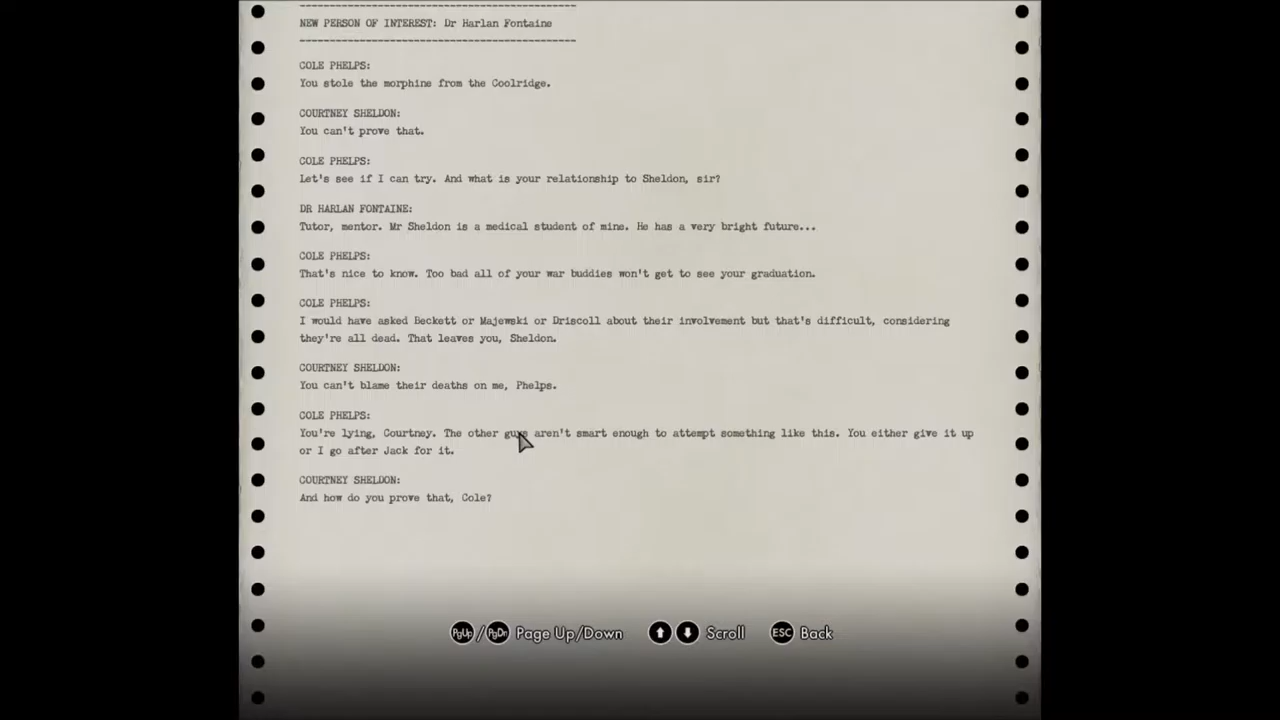 NEW PERSON OF INTEREST: Dr Harlan Fontaine
COLE PHELPS:
You stole the morphine from the Coolridge.
COURTNEY SHELDON:
You can't prove that.
COLE PHELPS:
Let's see if I can try. And what is your relationship to Sheldon, sir?
DR HARLAN FONTAINE:
Tutor, mentor. Mr Sheldon is a medical student of mine. He has a very bright future...
COLE PHELPS:
That's nice to know. Too bad all of your war buddies won't get to see your graduation.
COLE PHELPS:
I would have asked Beckett or Majewski or Driscoll about their involvement but that's difficult, considering
they're all dead. That leaves you, Sheldon.
COURTNEY SHELDON:
You can't blame their deaths on me, Phelps.
COLE PHELPS:
You're lying, Courtney. The other guys aren't smart enough to attempt something like this. You either give it up
or I go after Jack for it.
COURTNEY SHELDON:
And how do you prove that, Cole?
PgUp/PgDn Page Up/Down Scroll ESC Back